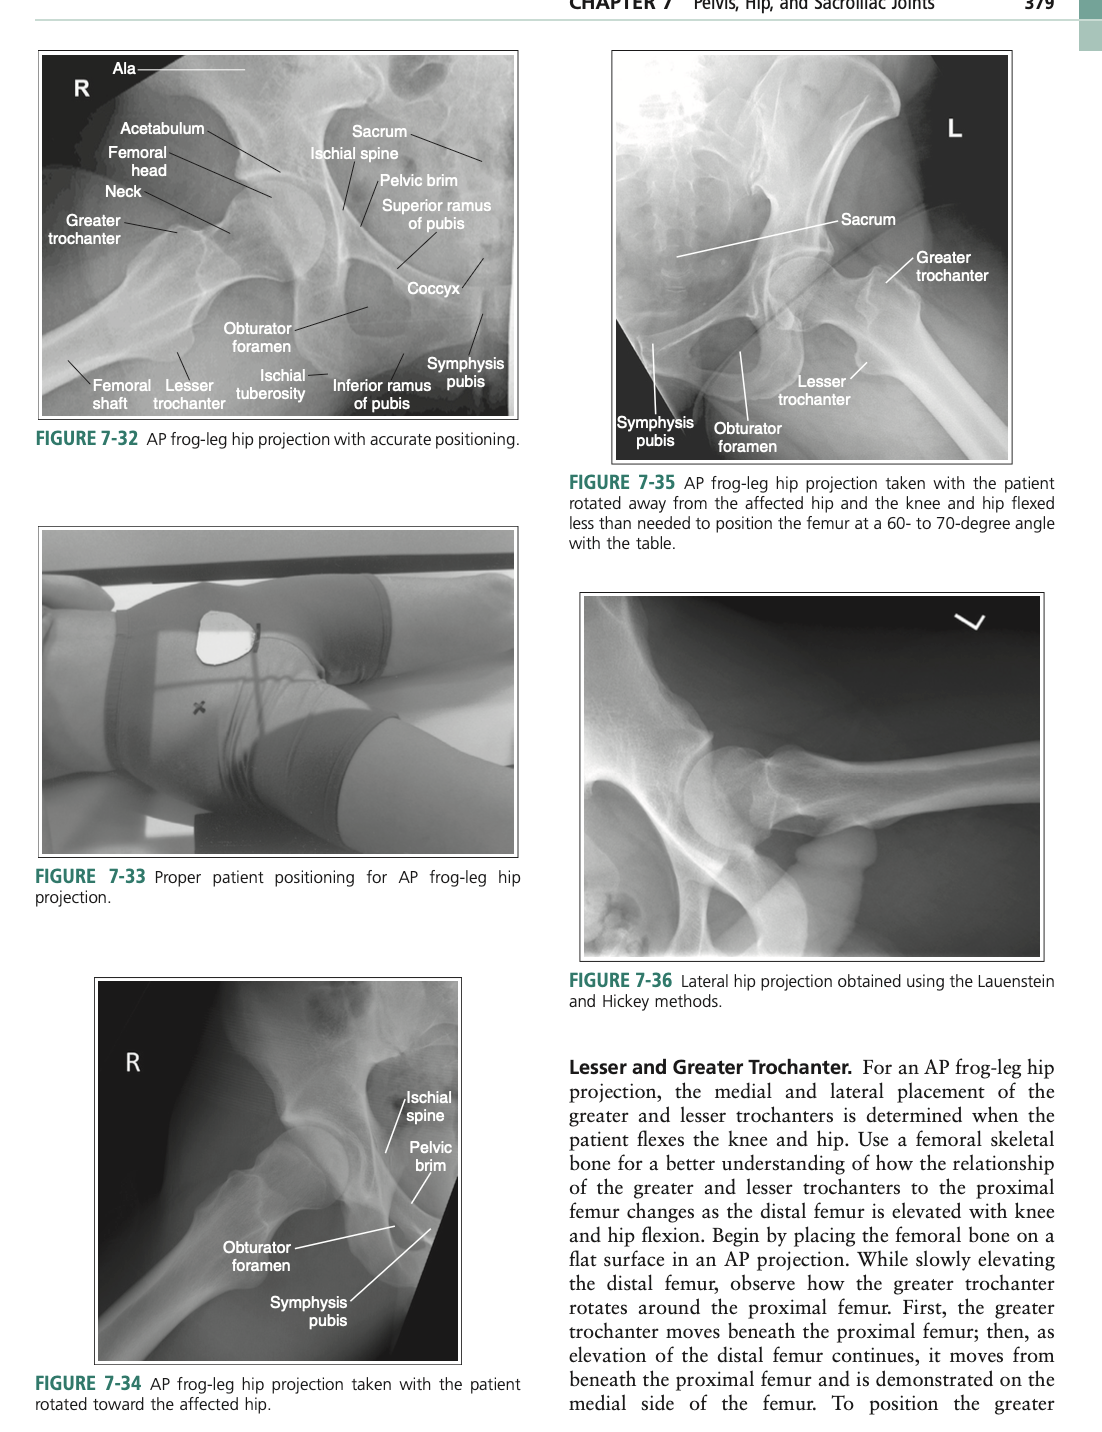 CHAPTER 7 Pelvis, Hip, and Sacroiliac Joints 379
R
Ala
Acetabulum
Femoral
head
Neck
Greater
trochanter
Sacrum
Ischial spine
Pelvic brim
Superior ramus
of pubis
Coccyx
Obturator
foramen
Symphysis
pubis
Femoral
shaft
Lesser
trochanter
Ischial
tuberosity
Inferior ramus
of pubis
FIGURE 7-32 AP frog-leg hip projection with accurate positioning.
FIGURE 7-33 Proper patient positioning for AP frog-leg hip
projection.
R
Ischial
spine
Pelvic
brim
Obturator
foramen
Symphysis
pubis
FIGURE 7-34 AP frog-leg hip projection taken with the patient
rotated toward the affected hip.
L
Sacrum
Greater
trochanter
Lesser
trochanter
Symphysis
pubis
Obturator
foramen
FIGURE 7-35 AP frog-leg hip projection taken with the patient
rotated away from the affected hip and the knee and hip flexed
less than needed to position the femur at a 60- to 70-degree angle
with the table.
L
FIGURE 7-36 Lateral hip projection obtained using the Lauenstein
and Hickey methods.
Lesser and Greater Trochanter. For an AP frog-leg hip
projection, the medial and lateral placement of the
greater and lesser trochanters is determined when the
patient flexes the knee and hip. Use a femoral skeletal
bone for a better understanding of how the relationship
of the greater and lesser trochanters to the proximal
femur changes as the distal femur is elevated with knee
and hip flexion. Begin by placing the femoral bone on a
flat surface in an AP projection. While slowly elevating
the distal femur, observe how the greater trochanter
rotates around the proximal femur. First, the greater
trochanter moves beneath the proximal femur; then, as
elevation of the distal femur continues, it moves from
beneath the proximal femur and is demonstrated on the
medial side of the femur. To position the greater